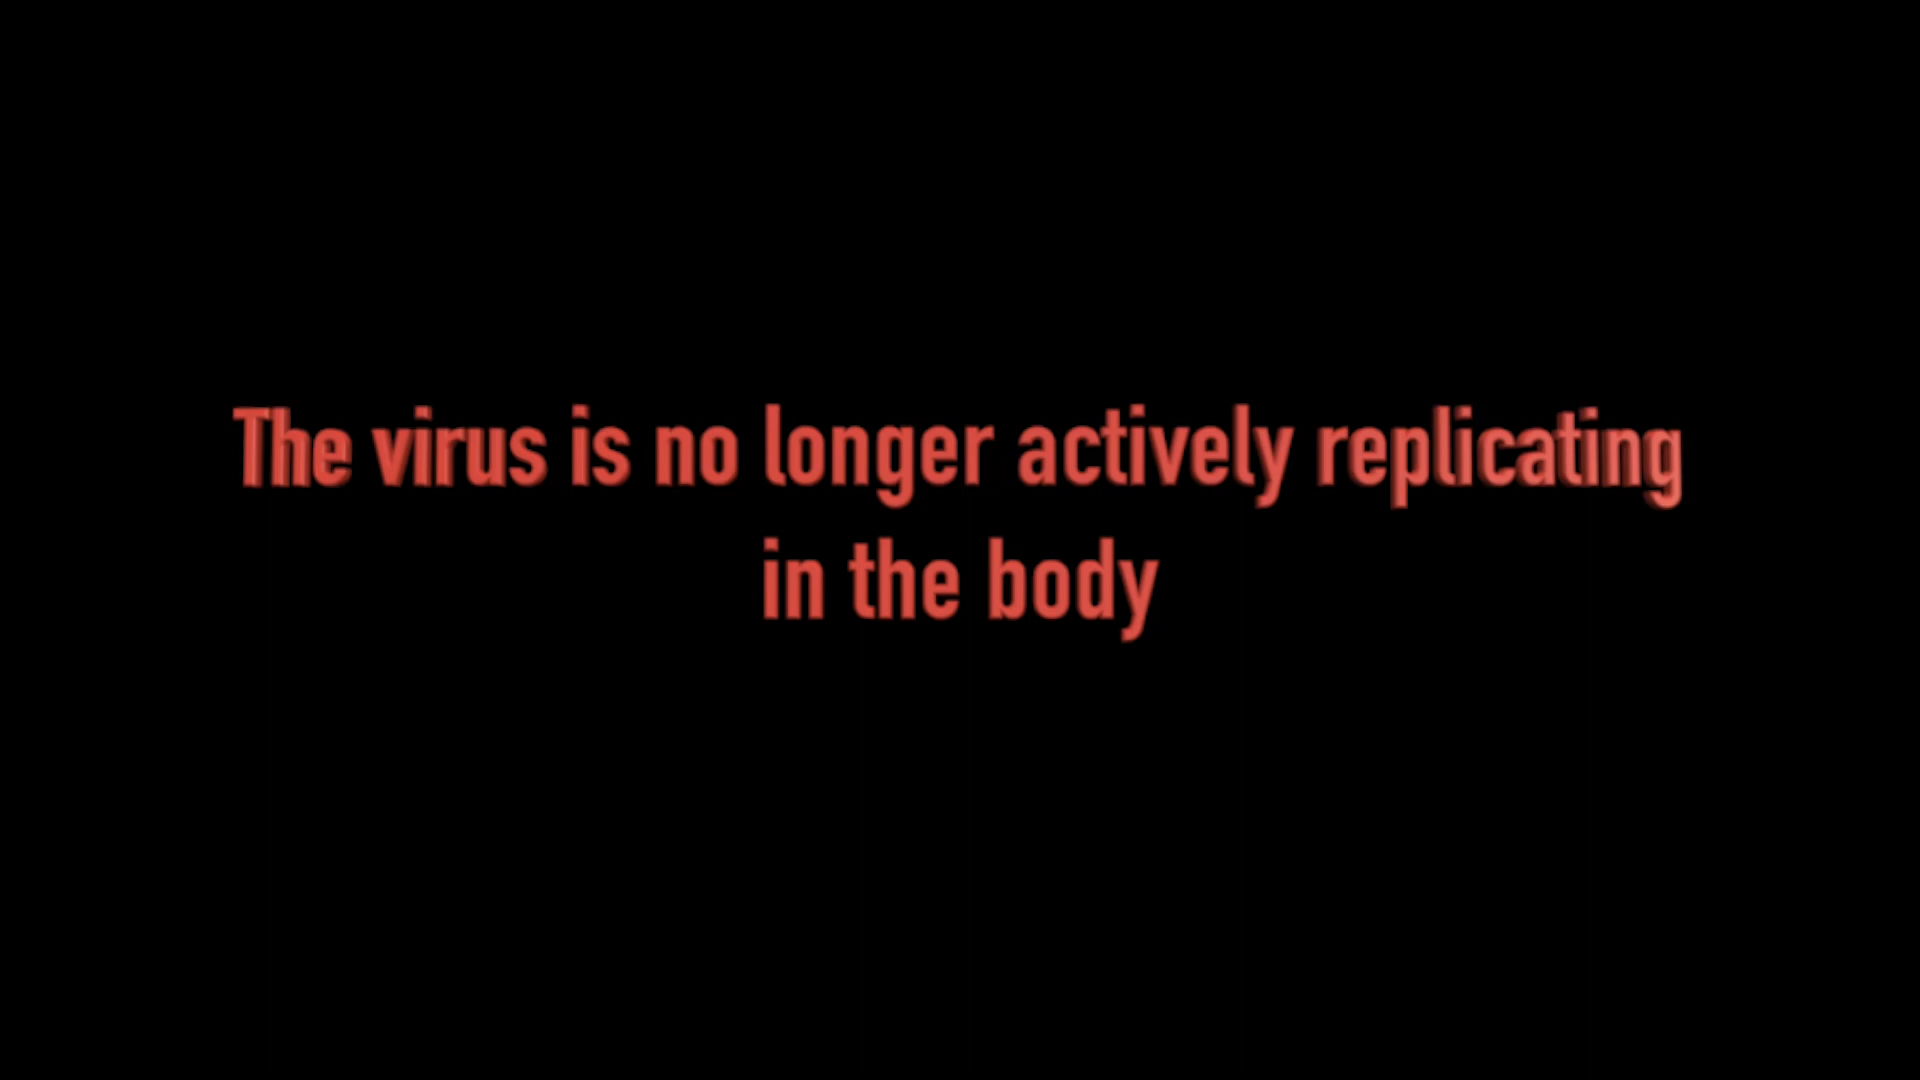 The virus is no longer actively replicating
in the body